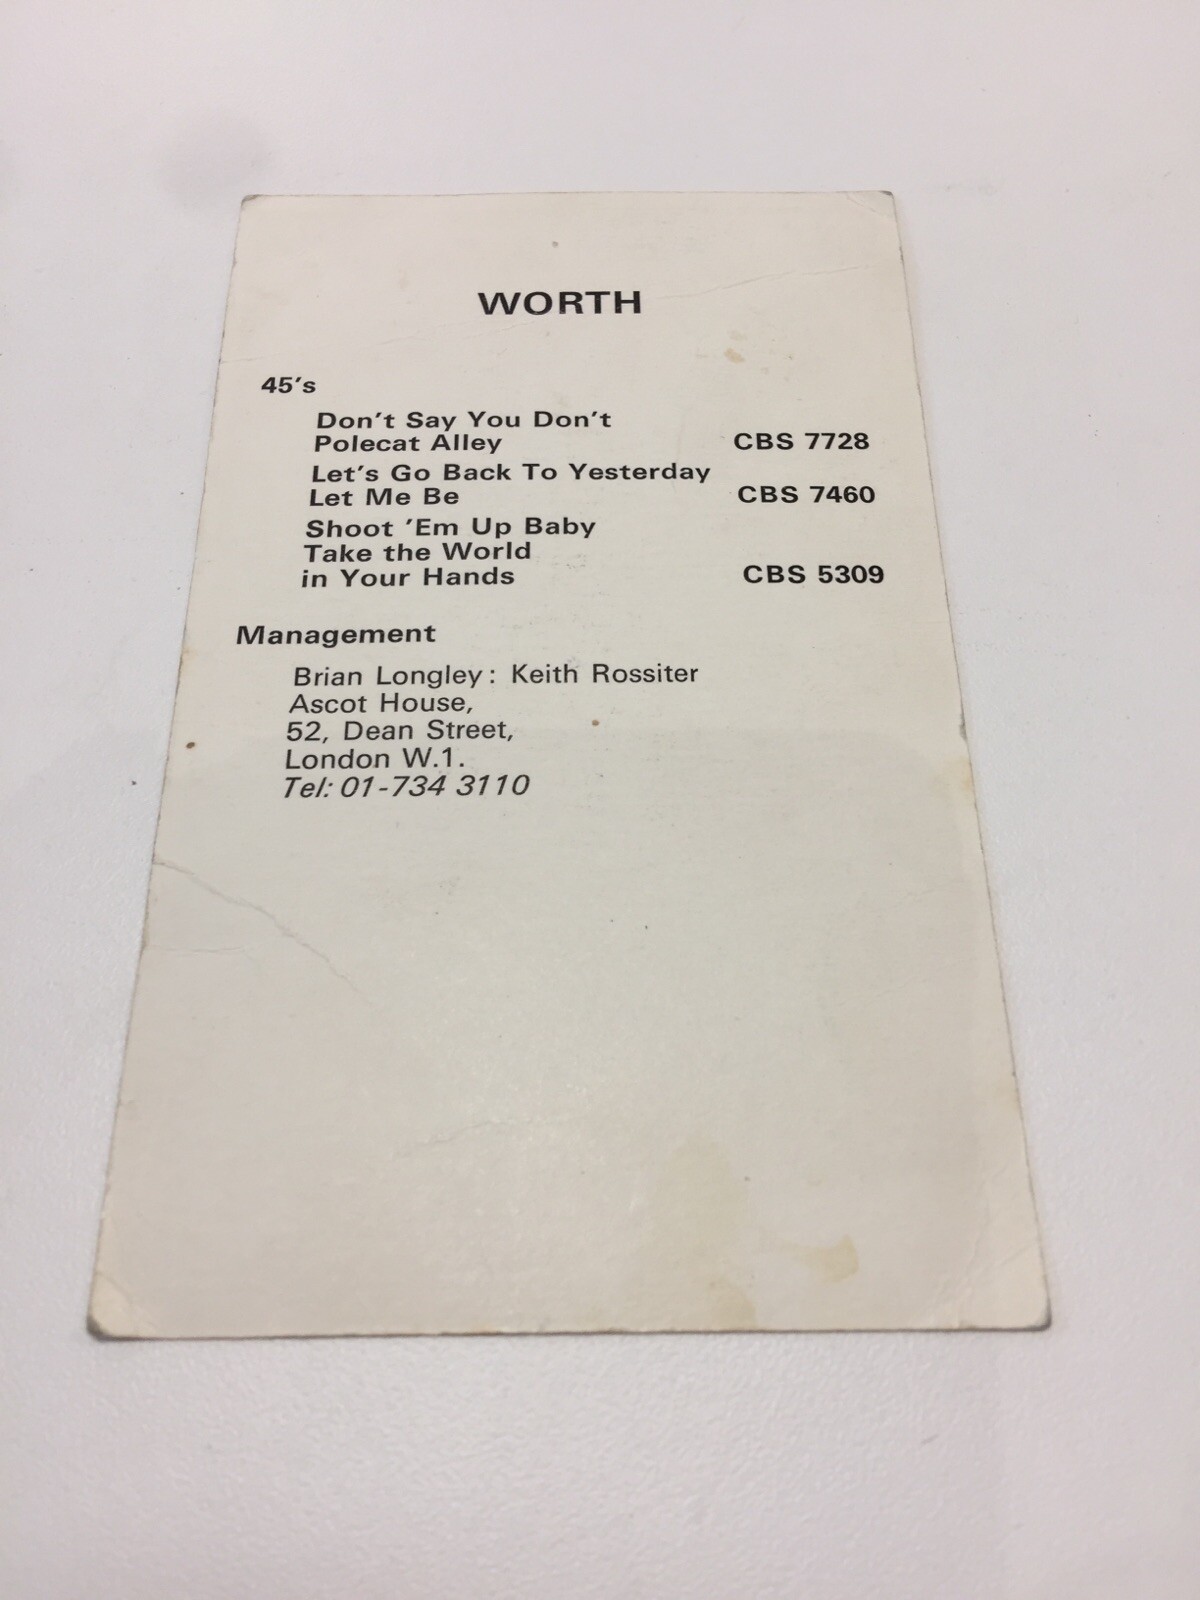 WORTH
45's
Don't Say You Don't
Polecat Alley CBS 7728
Let's Go Back To Yesterday
Let Me Be CBS 7460
Shoot 'Em Up Baby
Take the World
in Your Hands CBS 5309
Management
Brian Longley: Keith Rossiter
Ascot House,
52, Dean Street,
London W.1.
Tel: 01-734 3110